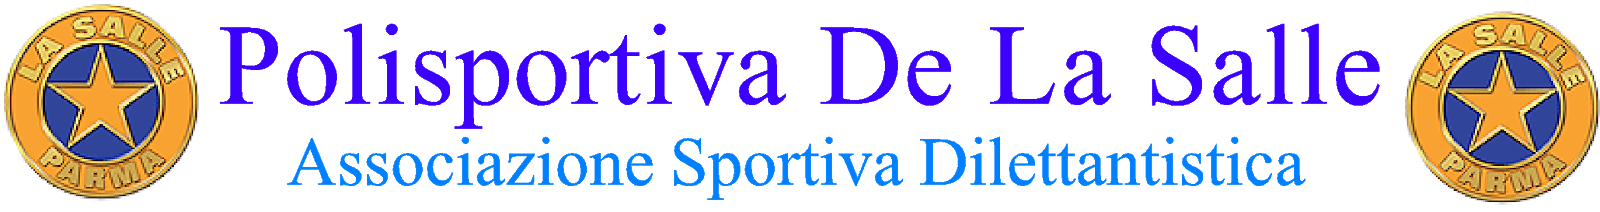 LA SALLE
PARMA
Polisportiva De La Salle
Associazione Sportiva Dilettantistica
LA SALLE
PARMA